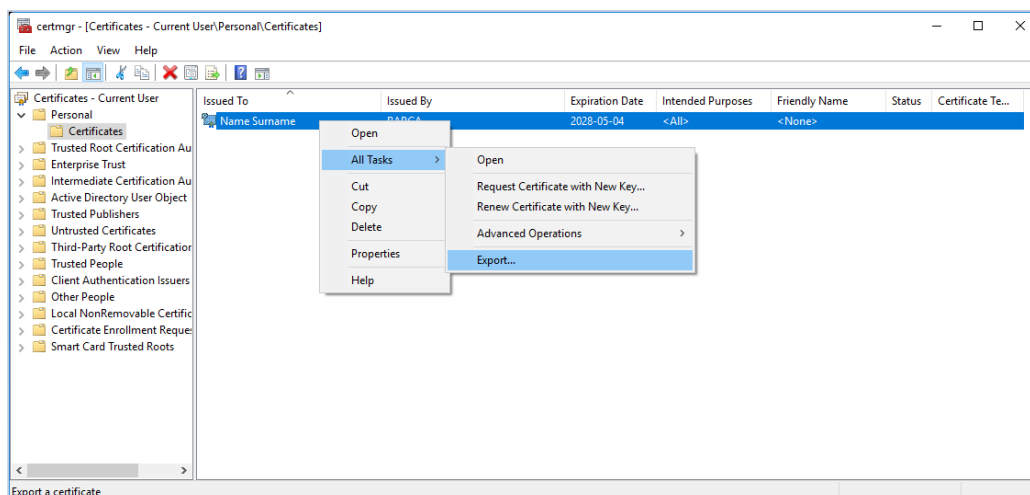 certmgr - [Certificates - Current User\Personal\Certificates]
File Action View Help
Certificates - Current User
Personal
Certificates
Trusted Root Certification Au
Enterprise Trust
Intermediate Certification Au
Active Directory User Object
Trusted Publishers
Untrusted Certificates
Third-Party Root Certification
Trusted People
Client Authentication Issuers
Other People
Local NonRemovable Certific
Certificate Enrollment Reques
Smart Card Trusted Roots
Issued To Issued By Expiration Date Intended Purposes Friendly Name Status Certificate Te...
Name Surname 2028-05-04 <All> <None>
Open
All Tasks
Cut
Copy
Delete
Properties
Help
Open
Request Certificate with New Key...
Renew Certificate with New Key...
Advanced Operations
Export...
Export a certificate